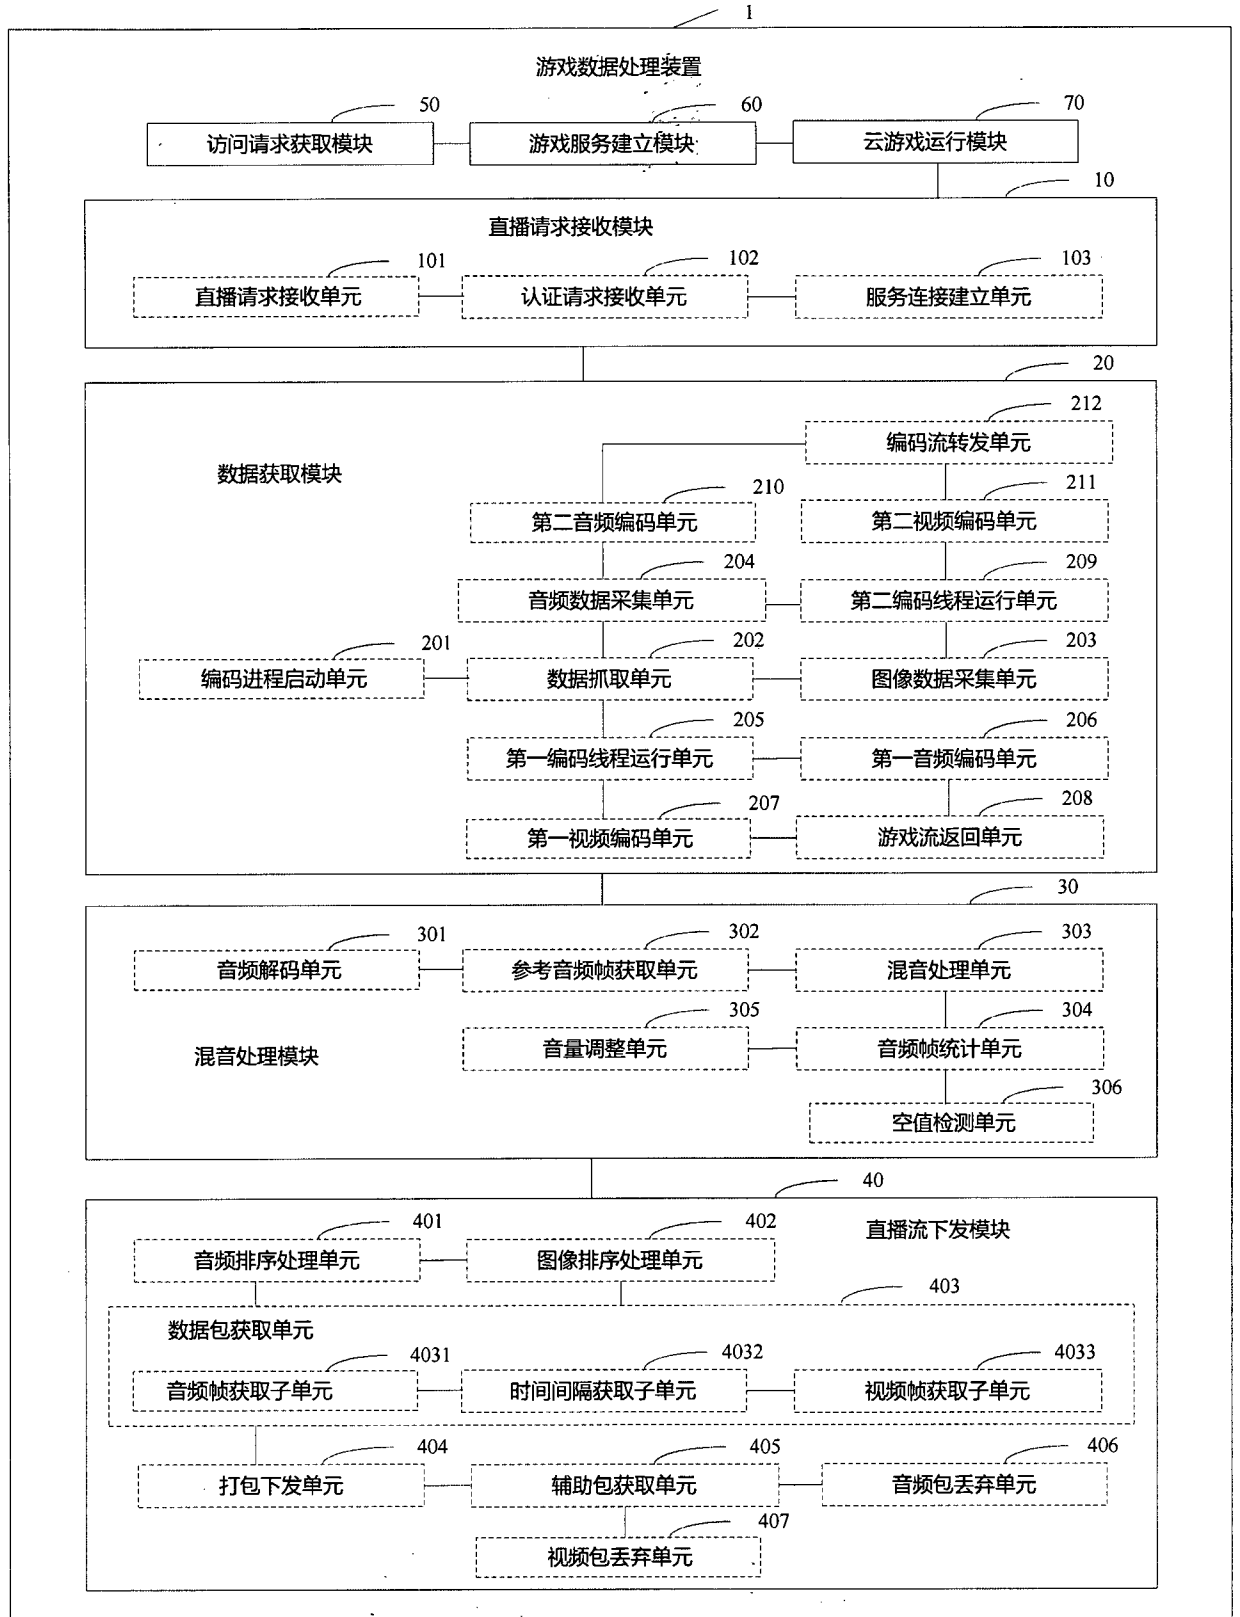 1
游戏数据处理装置
50
60
70
访问请求获取模块
游戏服务建立模块
云游戏运行模块
10
直播请求接收模块
101
102
103
直播请求接收单元
认证请求接收单元
服务连接建立单元
20
212
编码流转发单元
数据获取模块
210
211
第二音频编码单元
第二视频编码单元
204
209
音频数据采集单元
第二编码线程运行单元
201
202
203
编码进程启动单元
数据抓取单元
图像数据采集单元
205
206
第一编码线程运行单元
第一音频编码单元
207
208
第一视频编码单元
游戏流返回单元
30
301
302
303
音频解码单元
参考音频帧获取单元
混音处理单元
305
304
混音处理模块
音量调整单元
音频帧统计单元
306
空值检测单元
40
401
402
直播流下发模块
音频排序处理单元
图像排序处理单元
403
数据包获取单元
4031
4032
4033
音频帧获取子单元
时间间隔获取子单元
视频帧获取子单元
404
405
406
打包下发单元
辅助包获取单元
音频包丢弃单元
407
视频包丢弃单元